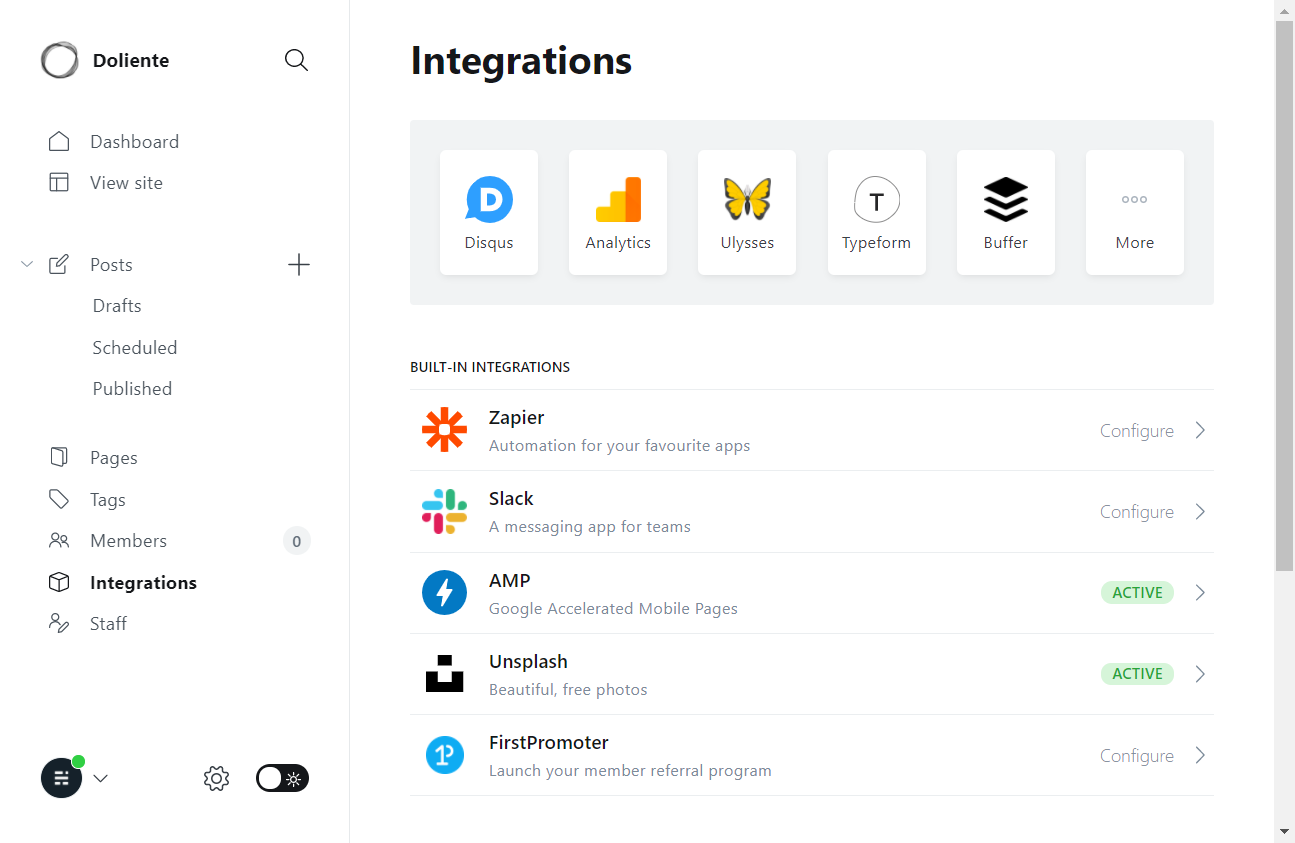 Doliente
Dashboard
View site
Posts
Drafts
Scheduled
Published
Pages
Tags
Members 0
Integrations
Staff
Integrations
D
Disqus
Analytics
Ulysses
T
Typeform
Buffer
More
BUILT-IN INTEGRATIONS
Zapier
Automation for your favourite apps
Configure
Slack
A messaging app for teams
Configure
AMP
Google Accelerated Mobile Pages
ACTIVE
Unsplash
Beautiful, free photos
ACTIVE
FirstPromoter
Launch your member referral program
Configure